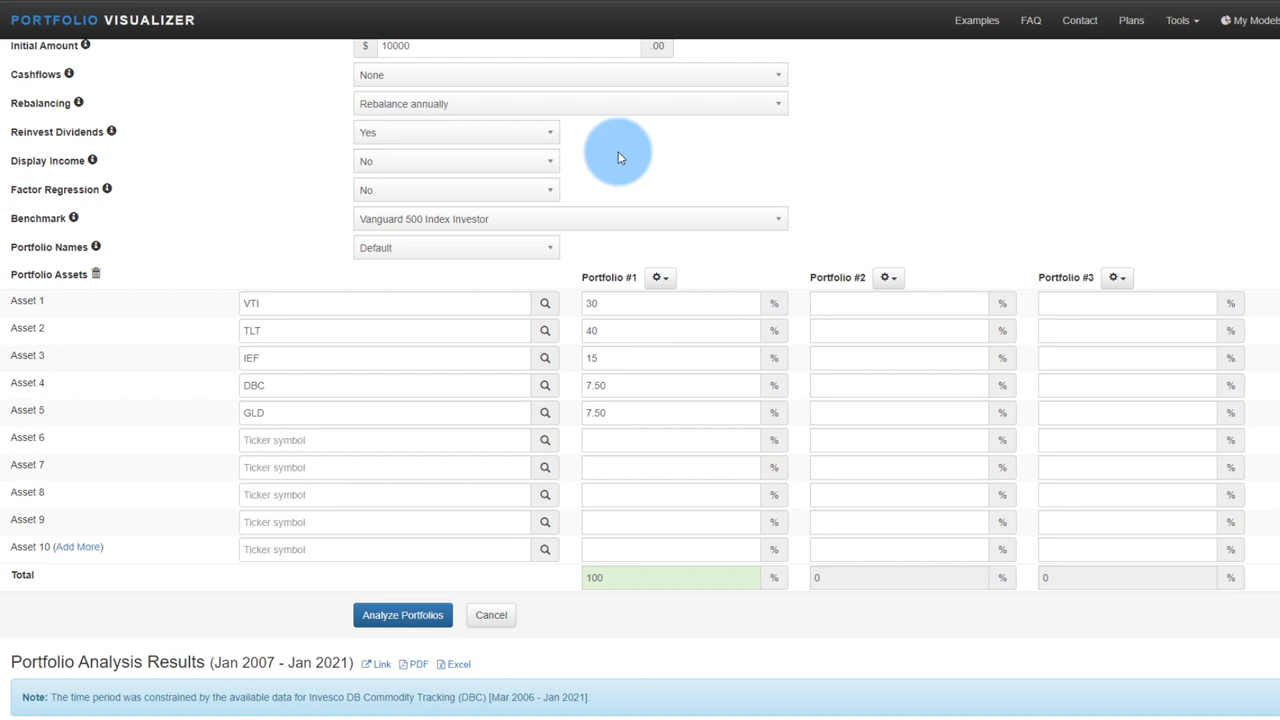 PORTFOLIO VISUALIZER Examples FAQ Contact Plans Tools My Models
Initial Amount $ 10000 .00
Cashflows None
Rebalancing Rebalance annually
Reinvest Dividends Yes
Display Income No
Factor Regression No
Benchmark Vanguard 500 Index Investor
Portfolio Names Default
Portfolio Assets Portfolio #1 Portfolio #2 Portfolio #3
Asset 1 VTI 30 % % %
Asset 2 TLT 40 % % %
Asset 3 IEF 15 % % %
Asset 4 DBC 7.50 % % %
Asset 5 GLD 7.50 % % %
Asset 6 Ticker symbol % % %
Asset 7 Ticker symbol % % %
Asset 8 Ticker symbol % % %
Asset 9 Ticker symbol % % %
Asset 10 (Add More) Ticker symbol % % %
Total 100 % 0 % 0 %
Analyze Portfolios Cancel
Portfolio Analysis Results (Jan 2007 - Jan 2021) Link PDF Excel
Note: The time period was constrained by the available data for Invesco DB Commodity Tracking (DBC) [Mar 2006 - Jan 2021].